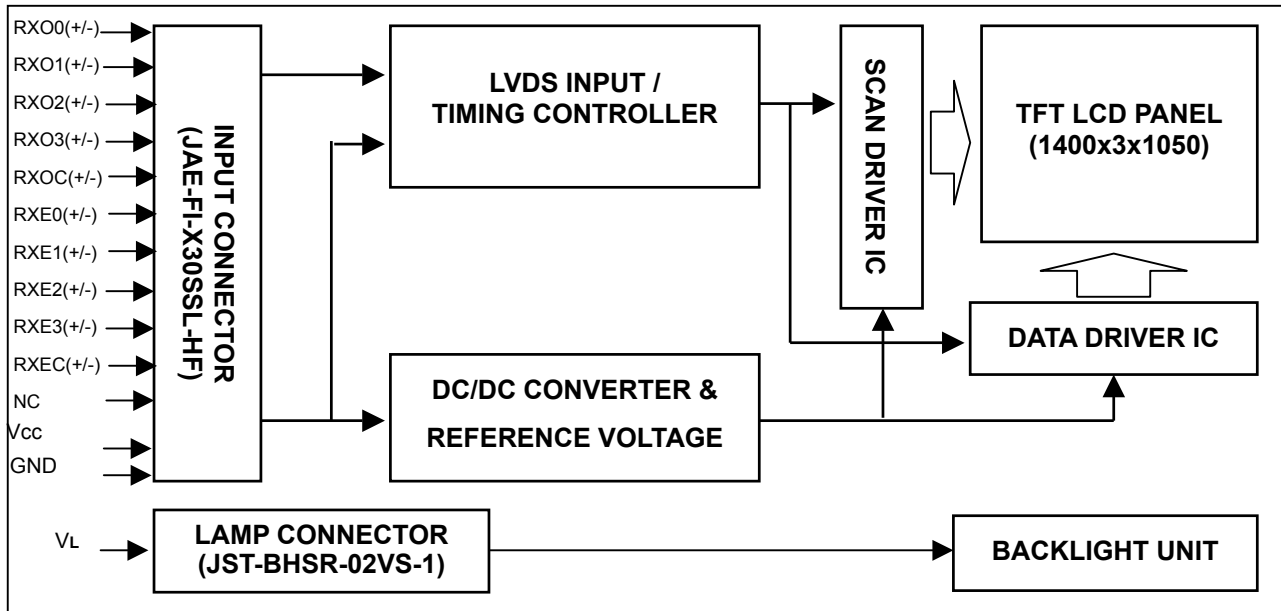 RXO0(+/-)
RXO1(+/-)
RXO2(+/-)
RXO3(+/-)
RXOC(+/-)
RXE0(+/-)
RXE1(+/-)
RXE2(+/-)
RXE3(+/-)
RXEC(+/-)
NC
Vcc
GND
VL
INPUT CONNECTOR
(JAE-FI-X30SSL-HF)
LVDS INPUT /
TIMING CONTROLLER
SCAN DRIVER IC
TFT LCD PANEL
(1400x3x1050)
DATA DRIVER IC
DC/DC CONVERTER &
REFERENCE VOLTAGE
LAMP CONNECTOR
(JST-BHSR-02VS-1)
BACKLIGHT UNIT